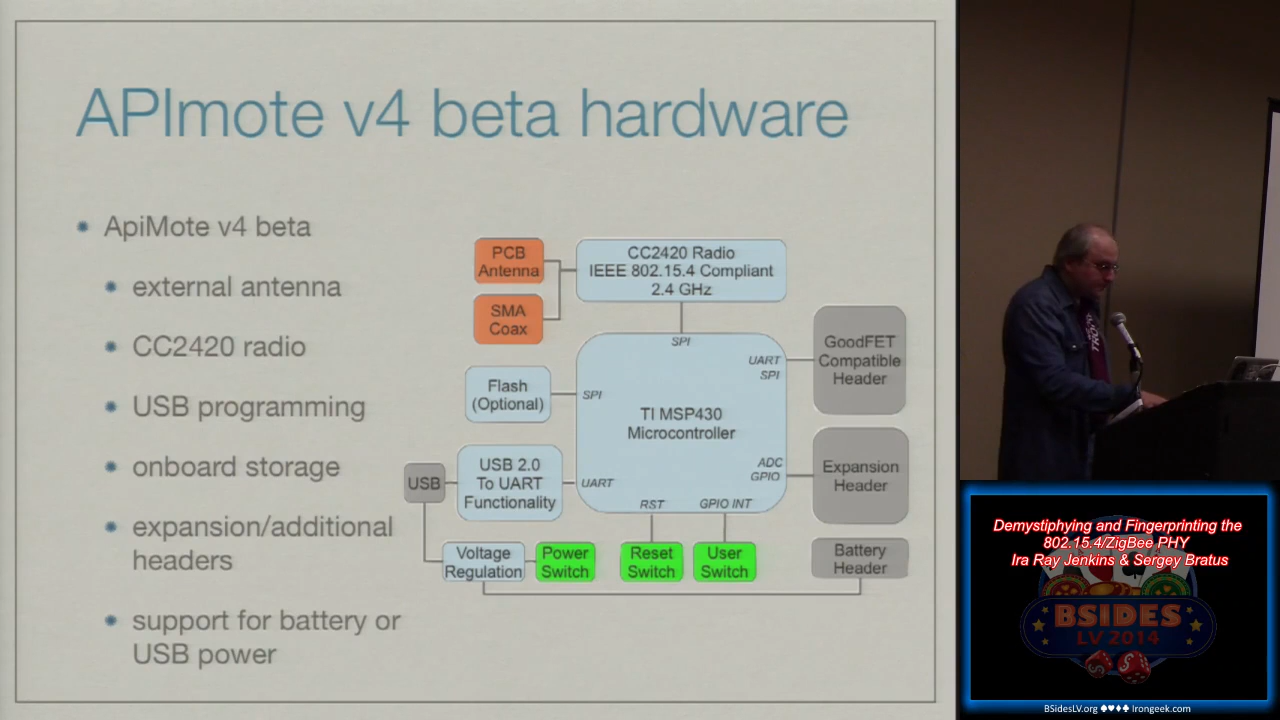 APImote v4 beta hardware
ApiMote v4 beta
external antenna
CC2420 radio
USB programming
onboard storage
expansion/additional
headers
support for battery or
USB power
PCB
Antenna
SMA
Coax
CC2420 Radio
IEEE 802.15.4 Compliant
2.4 GHz
SPI
UART
SPI
GoodFET
Compatible
Header
Flash
(Optional)
SPI
TI MSP430
Microcontroller
USB
USB 2.0
To UART
Functionality
UART
ADC
GPIO
Expansion
Header
RST
GPIO INT
Voltage
Regulation
Power
Switch
Reset
Switch
User
Switch
Battery
Header
Demystiphying and Fingerprinting the
802.15.4/ZigBee PHY
Ira Ray Jenkins & Sergey Bratus
BSIDES
LV 2014
BSidesLV.org ♠♥♦♣ Irongeek.com